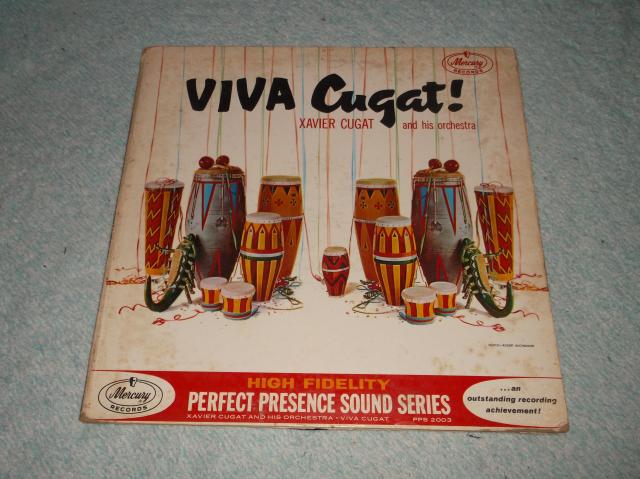 Mercury
RECORDS
VIVA Cugat!
XAVIER CUGAT and his orchestra
HIGH FIDELITY
PERFECT PRESENCE SOUND SERIES
XAVIER CUGAT AND HIS ORCHESTRA • VIVA CUGAT PPS 2003
Mercury
RECORDS
...an
outstanding recording
achievement!